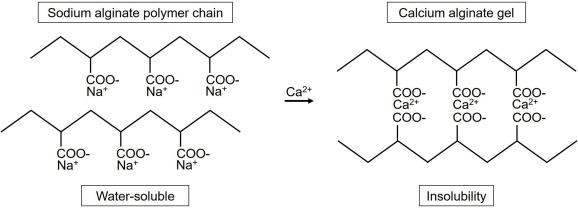 Sodium alginate polymer chain
COO- COO- COO-
Na⁺ Na⁺ Na⁺
COO- COO- COO-
Na⁺ Na⁺ Na⁺
Water-soluble
Ca²⁺
Calcium alginate gel
COO- COO- COO-
Ca²⁺ Ca²⁺ Ca²⁺
COO- COO- COO-
Insolubility